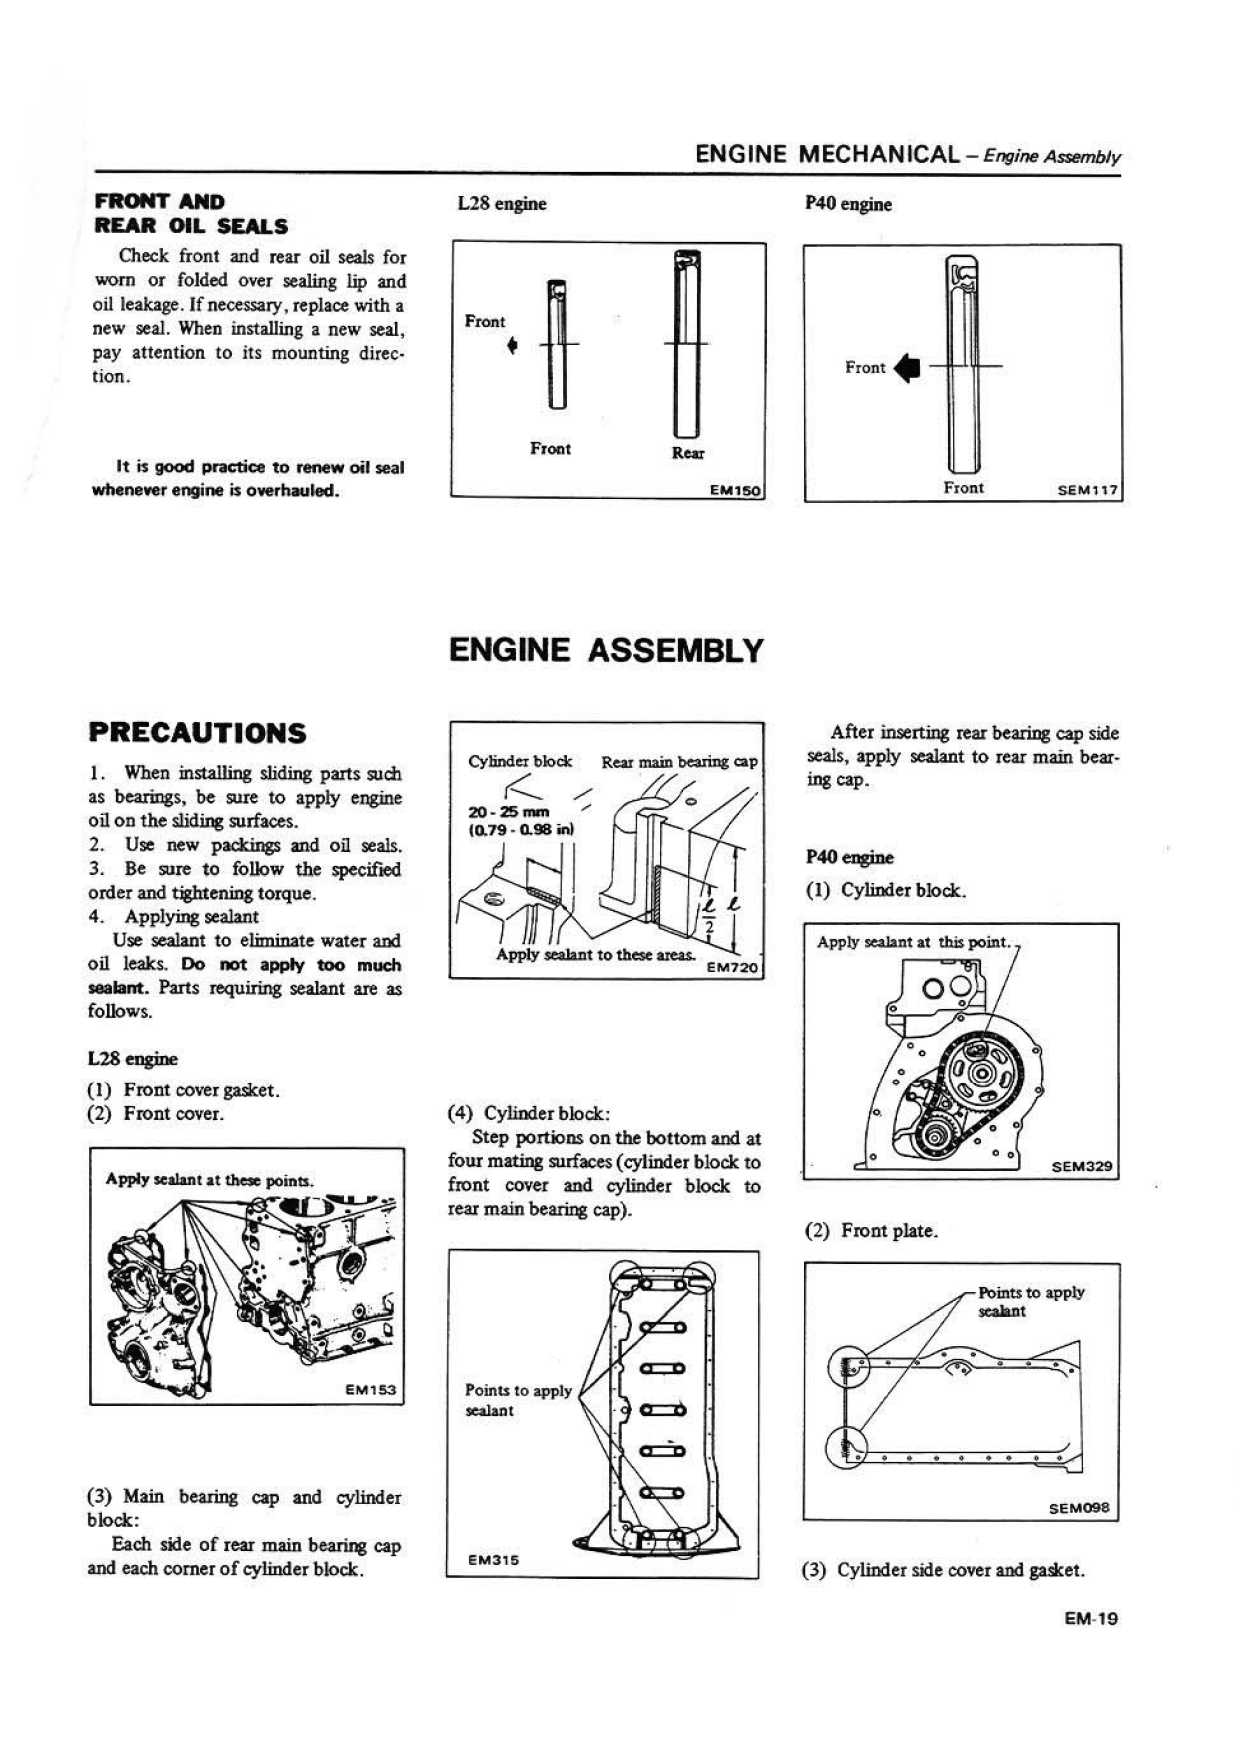 ENGINE MECHANICAL – Engine Assembly
FRONT AND
REAR OIL SEALS
Check front and rear oil seals for
worn or folded over sealing lip and
oil leakage. If necessary, replace with a
new seal. When installing a new seal,
pay attention to its mounting direc-
tion.
It is good practice to renew oil seal
whenever engine is overhauled.
L28 engine
Front
Front
Rear
EM150
P40 engine
Front
Front
SEM117
ENGINE ASSEMBLY
PRECAUTIONS
1. When installing sliding parts such
as bearings, be sure to apply engine
oil on the sliding surfaces.
2. Use new packings and oil seals.
3. Be sure to follow the specified
order and tightening torque.
4. Applying sealant
Use sealant to eliminate water and
oil leaks. Do not apply too much
sealant. Parts requiring sealant are as
follows.
L28 engine
(1) Front cover gasket.
(2) Front cover.
Apply sealant at these points.
EM153
(3) Main bearing cap and cylinder
block:
Each side of rear main bearing cap
and each corner of cylinder block.
Cylinder block
Rear main bearing cap
20 - 25 mm
(0.79 - 0.98 in)
ℓ
2
ℓ
Apply sealant to these areas.
EM720
(4) Cylinder block:
Step portions on the bottom and at
four mating surfaces (cylinder block to
front cover and cylinder block to
rear main bearing cap).
Points to apply
sealant
EM315
After inserting rear bearing cap side
seals, apply sealant to rear main bear-
ing cap.
P40 engine
(1) Cylinder block.
Apply sealant at this point.
SEM329
(2) Front plate.
Points to apply
sealant
SEM098
(3) Cylinder side cover and gasket.
EM-19